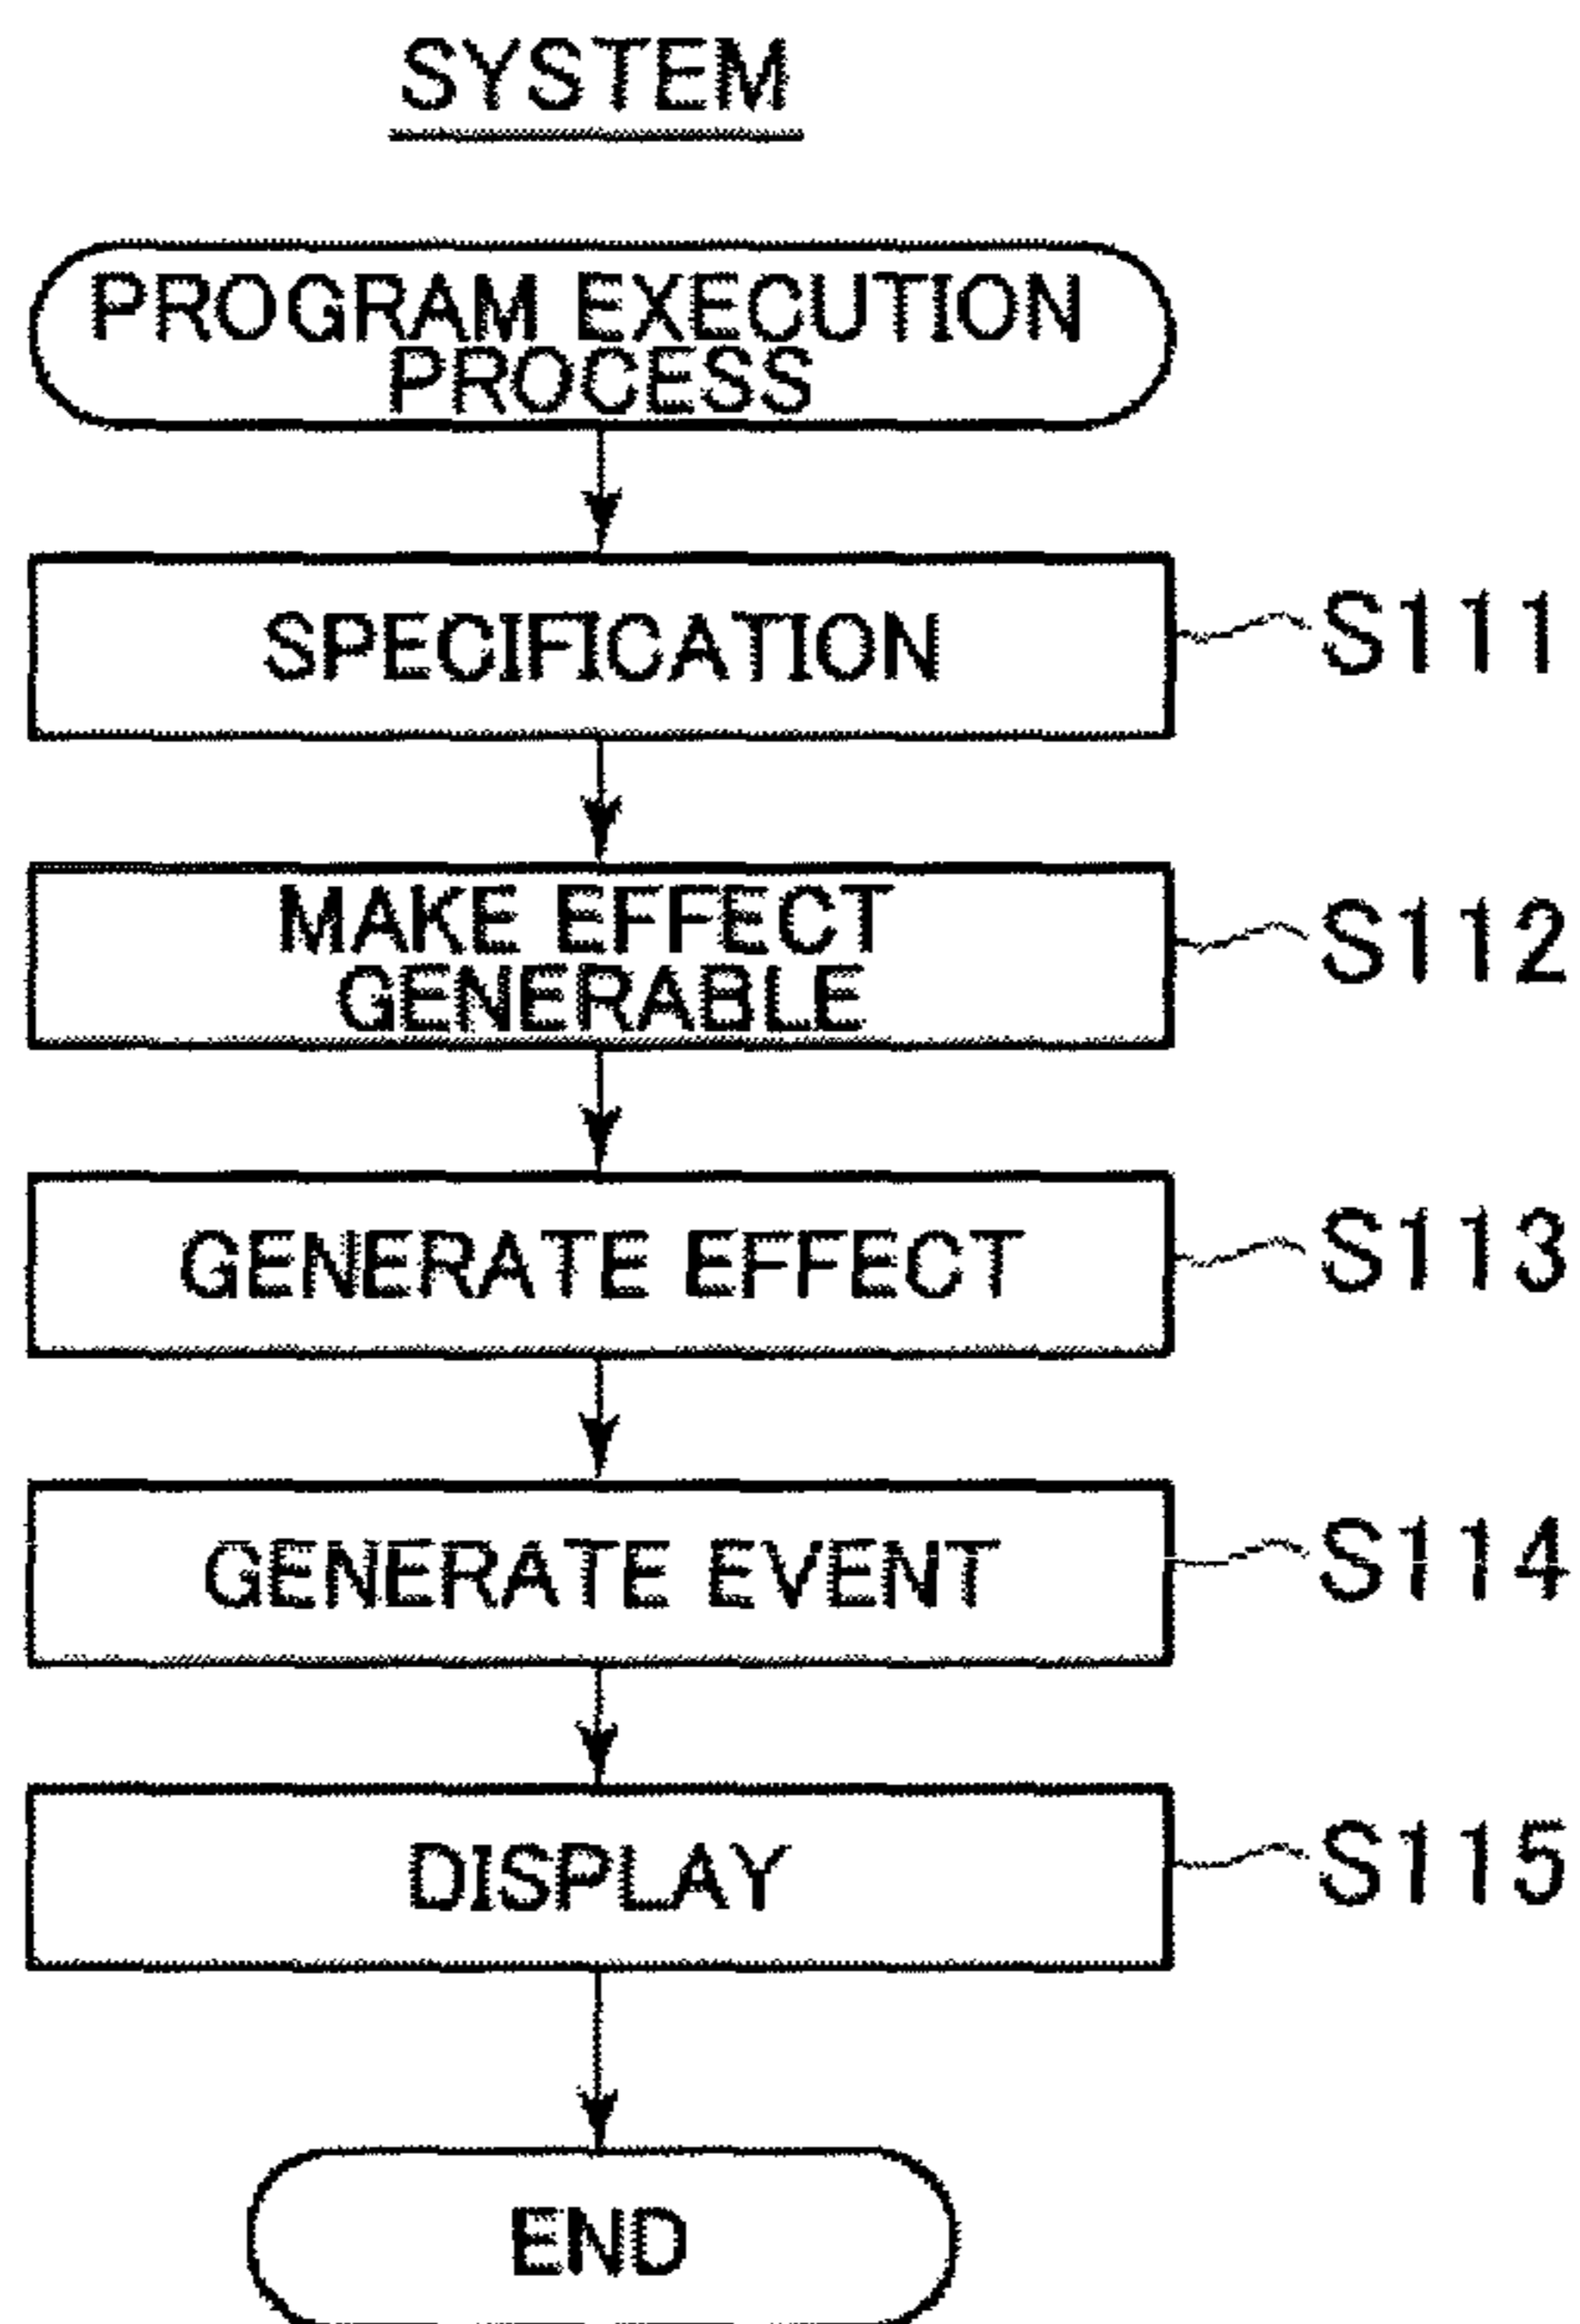 SYSTEM
PROGRAM EXECUTION
PROCESS
SPECIFICATION
S111
MAKE EFFECT
GENERABLE
S112
GENERATE EFFECT
S113
GENERATE EVENT
S114
DISPLAY
S115
END